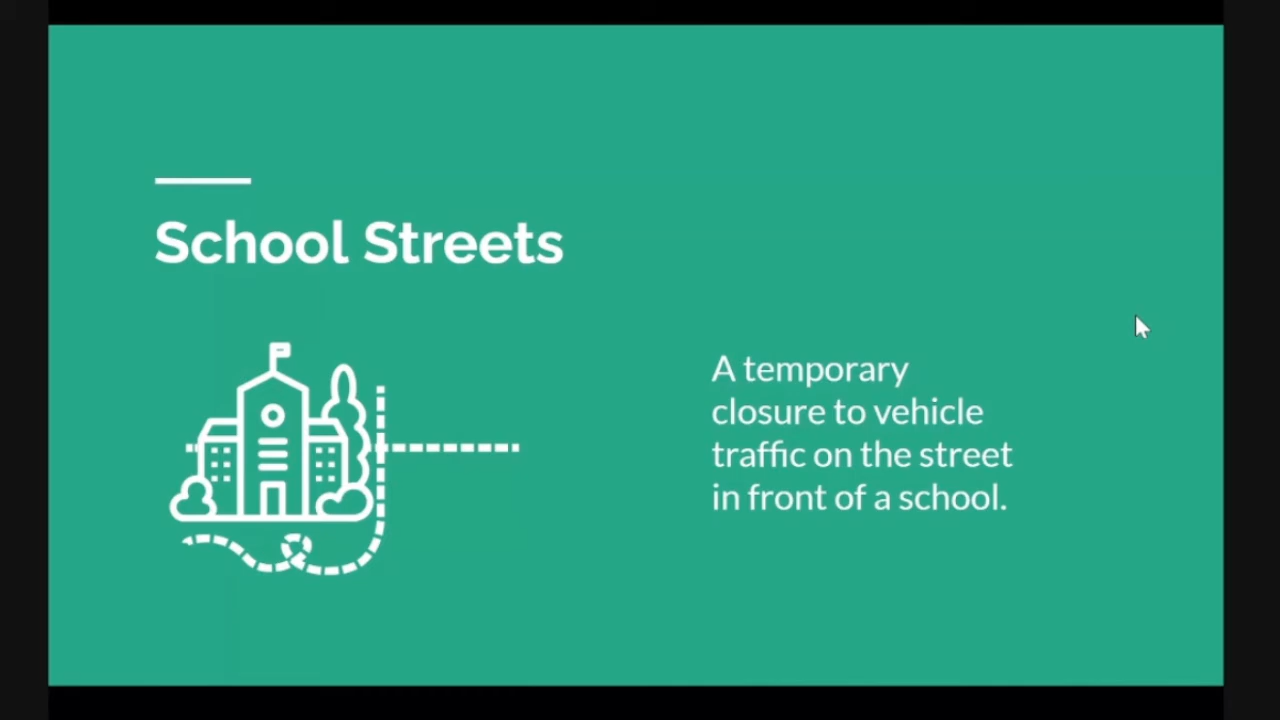 School Streets
A temporary
closure to vehicle
traffic on the street
in front of a school.